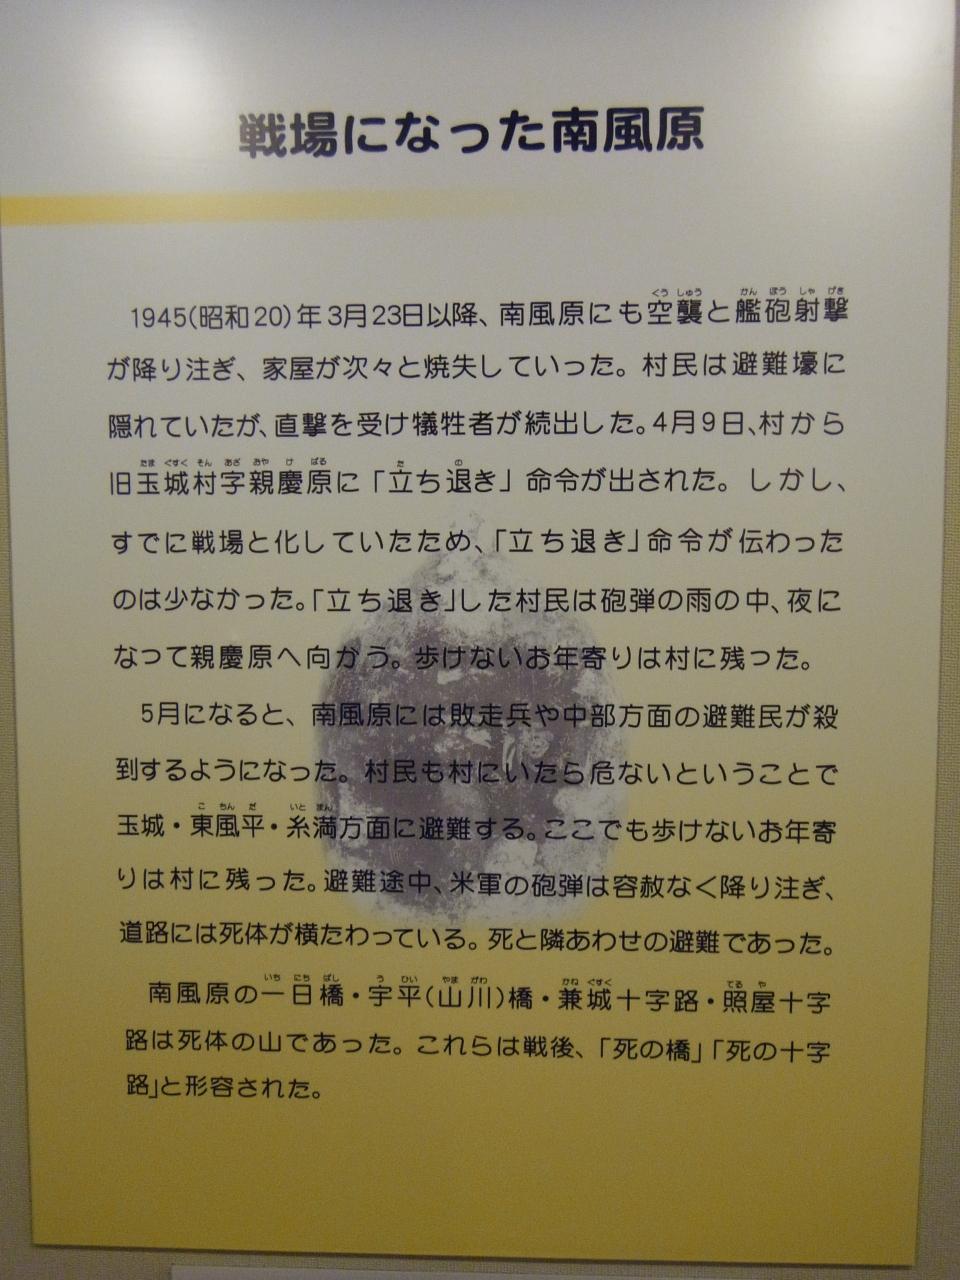 戦場になった南風原
1945(昭和20)年3月23日以降、南風原にも空襲と艦砲射撃
が降り注ぎ、家屋が次々と焼失していった。村民は避難壕に
隠れていたが、直撃を受け犠牲者が続出した。4月9日、村から
旧玉城村字親慶原に「立ち退き」命令が出された。しかし、
すでに戦場と化していたため、「立ち退き」命令が伝わった
のは少なかった。「立ち退き」した村民は砲弾の雨の中、夜に
なって親慶原へ向かう。歩けないお年寄りは村に残った。
5月になると、南風原には敗走兵や中部方面の避難民が殺
到するようになった。村民も村にいたら危ないということで
玉城・東風平・糸満方面に避難する。ここでも歩けないお年寄
りは村に残った。避難途中、米軍の砲弾は容赦なく降り注ぎ、
道路には死体が横たわっている。死と隣あわせの避難であった。
南風原の一日橋・宇平(山川)橋・兼城十字路・照屋十字
路は死体の山であった。これらは戦後、「死の橋」「死の十字
路」と形容された。